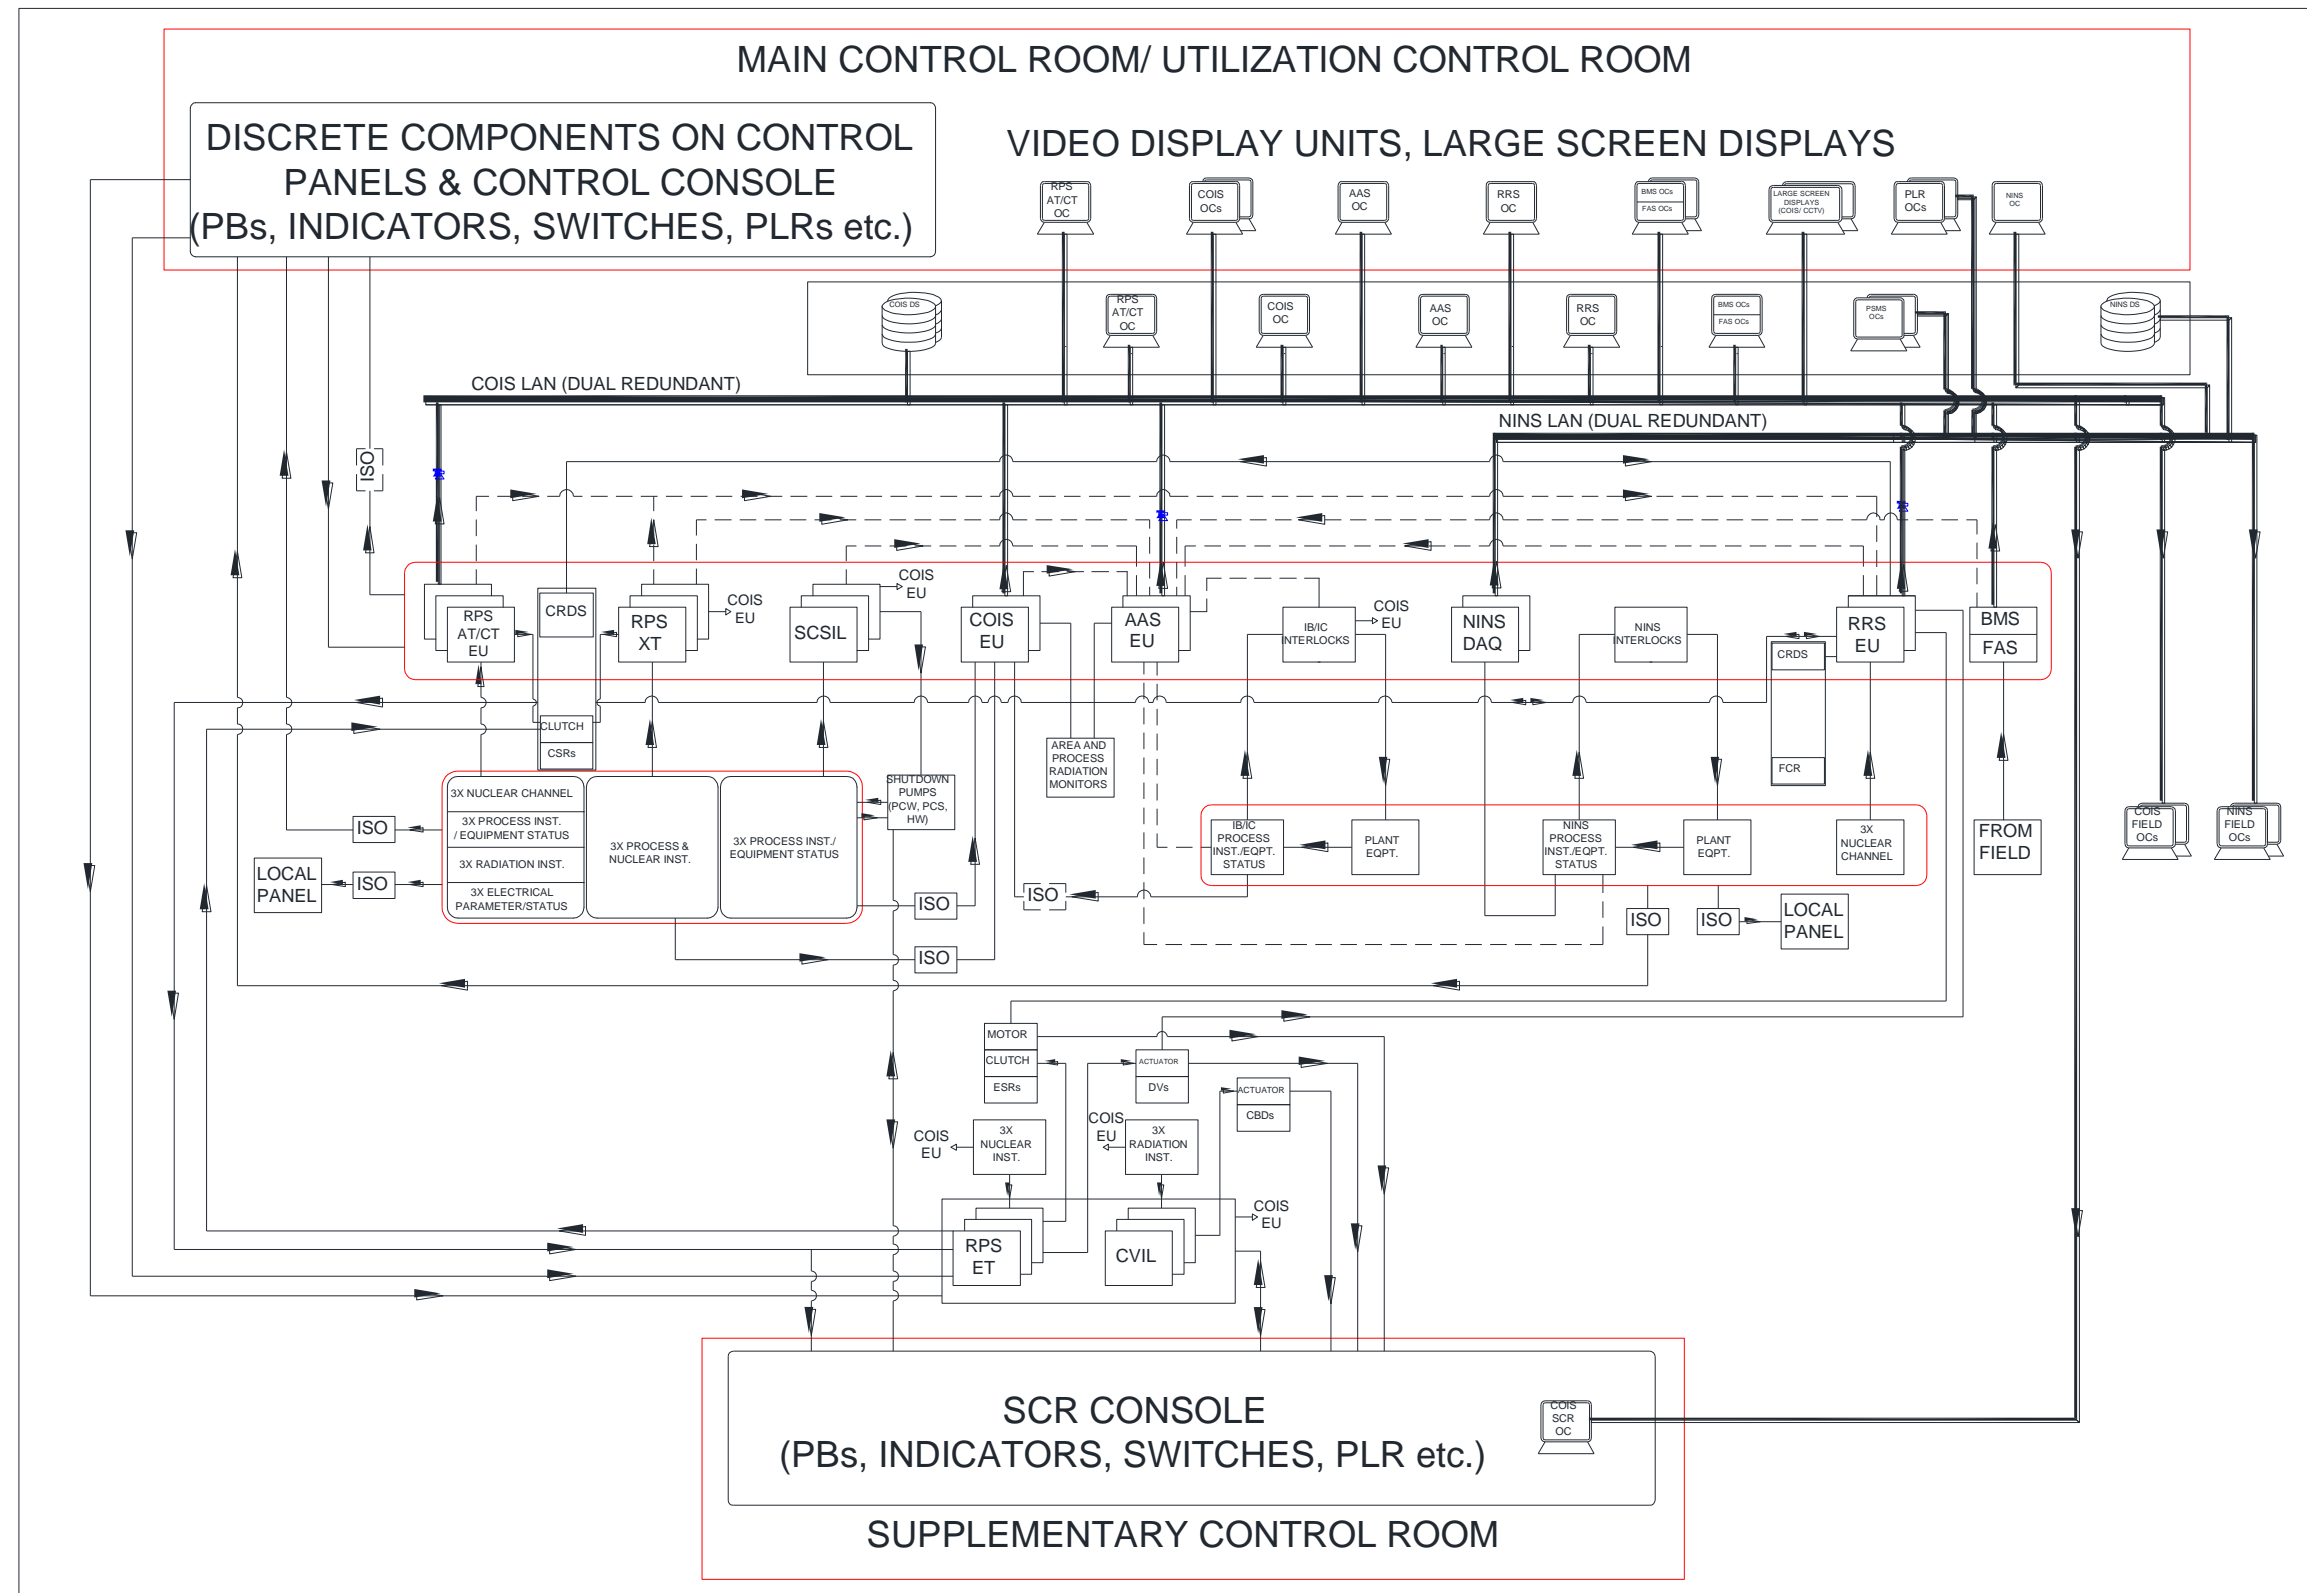 MAIN CONTROL ROOM/ UTILIZATION CONTROL ROOM
DISCRETE COMPONENTS ON CONTROL
PANELS & CONTROL CONSOLE
(PBs, INDICATORS, SWITCHES, PLRs etc.)
VIDEO DISPLAY UNITS, LARGE SCREEN DISPLAYS
RPS
AT/CT
OC
COIS
OCs
AAS
OC
RRS
OC
BMS OCs
FAS OCs
LARGE SCREEN
DISPLAYS
(COIS/ CCTV)
PLR
OCs
NINS
OC
COIS DS
RPS
AT/CT
OC
COIS
OC
AAS
OC
RRS
OC
BMS OCs
FAS OCs
PSMS
OCs
NINS DS
COIS LAN (DUAL REDUNDANT)
NINS LAN (DUAL REDUNDANT)
ISO
RPS
AT/CT
EU
CRDS
RPS
XT
COIS
EU
SCSIL
COIS
EU
COIS
EU
AAS
EU
IB/IC
INTERLOCKS
COIS
EU
NINS
DAQ
NINS
INTERLOCKS
CRDS
RRS
EU
BMS
FAS
CLUTCH
CSRs
AREA AND
PROCESS
RADIATION
MONITORS
FCR
3X NUCLEAR CHANNEL
3X PROCESS INST.
/ EQUIPMENT STATUS
3X RADIATION INST.
3X ELECTRICAL
PARAMETER/STATUS
3X PROCESS &
NUCLEAR INST.
3X PROCESS INST./
EQUIPMENT STATUS
SHUTDOWN
PUMPS
(PCW, PCS,
HW)
ISO
ISO
LOCAL
PANEL
ISO
ISO
ISO
IB/IC
PROCESS
INST./EQPT.
STATUS
PLANT
EQPT.
NINS
PROCESS
INST./EQPT.
STATUS
PLANT
EQPT.
3X
NUCLEAR
CHANNEL
FROM
FIELD
COIS
FIELD
OCs
NINS
FIELD
OCs
ISO
ISO
LOCAL
PANEL
MOTOR
CLUTCH
ESRs
ACTUATOR
DVs
ACTUATOR
CBDs
COIS
EU
3X
NUCLEAR
INST.
COIS
EU
3X
RADIATION
INST.
RPS
ET
CVIL
COIS
EU
SCR CONSOLE
(PBs, INDICATORS, SWITCHES, PLR etc.)
COIS
SCR
OC
SUPPLEMENTARY CONTROL ROOM